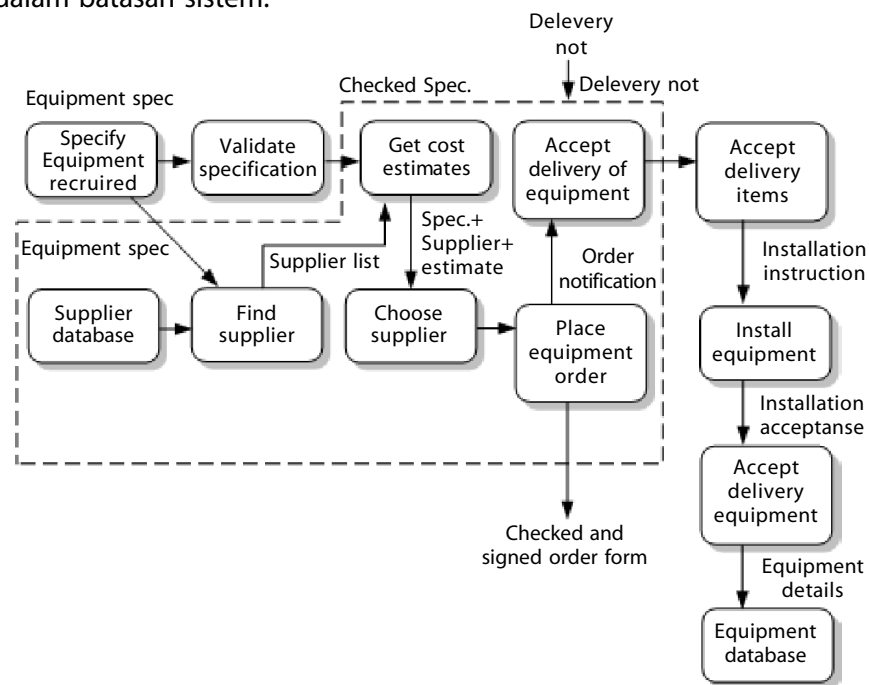 dalam batasan sistem.
Delevery
not
Delevery not
Checked Spec.
Equipment spec
Specify
Equipment
recruired
Validate
specification
Get cost
estimates
Accept
delivery of
equipment
Accept
delivery
items
Equipment spec
Supplier list
Spec.+
Supplier+
estimate
Order
notification
Installation
instruction
Supplier
database
Find
supplier
Choose
supplier
Place
equipment
order
Install
equipment
Installation
acceptanse
Accept
delivery
equipment
Checked and
signed order form
Equipment
details
Equipment
database